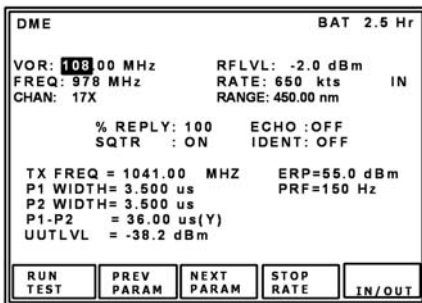 DME BAT 2.5 Hr
VOR: 108.00 MHz RFLVL: -2.0 dBm
FREQ: 978 MHz RATE: 650 kts IN
CHAN: 17X RANGE: 450.00 nm
% REPLY: 100 ECHO :OFF
SQTR : ON IDENT: OFF
TX FREQ = 1041.00 MHZ ERP=55.0 dBm
P1 WIDTH= 3.500 us PRF=150 Hz
P2 WIDTH= 3.500 us
P1-P2 = 36.00 us(Y)
UUTLVL = -38.2 dBm
RUN TEST
PREV PARAM
NEXT PARAM
STOP RATE
IN/OUT